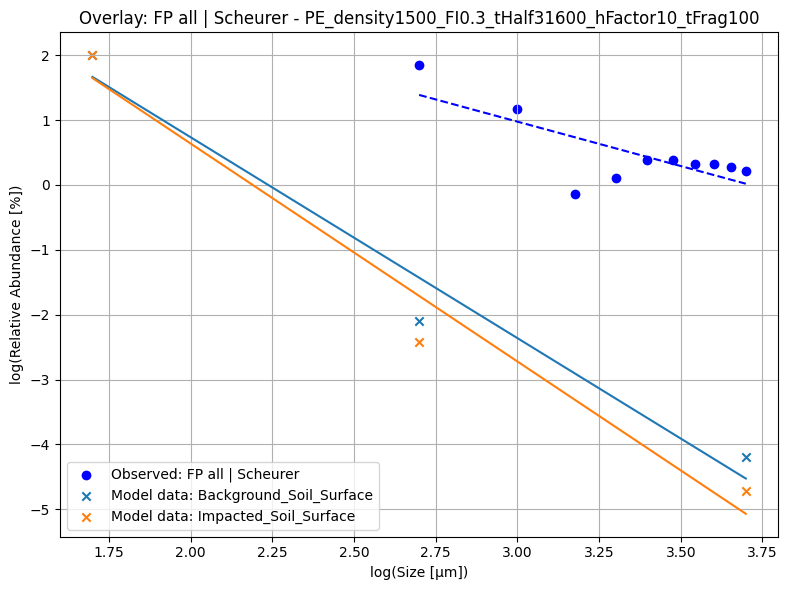 Overlay: FP all | Scheurer - PE_density1500_FI0.3_tHalf31600_hFactor10_tFrag100
log(Relative Abundance [%])
2
1
0
−1
−2
−3
−4
−5
Observed: FP all | Scheurer
Model data: Background_Soil_Surface
Model data: Impacted_Soil_Surface
1.75 2.00 2.25 2.50 2.75 3.00 3.25 3.50 3.75
log(Size [µm])